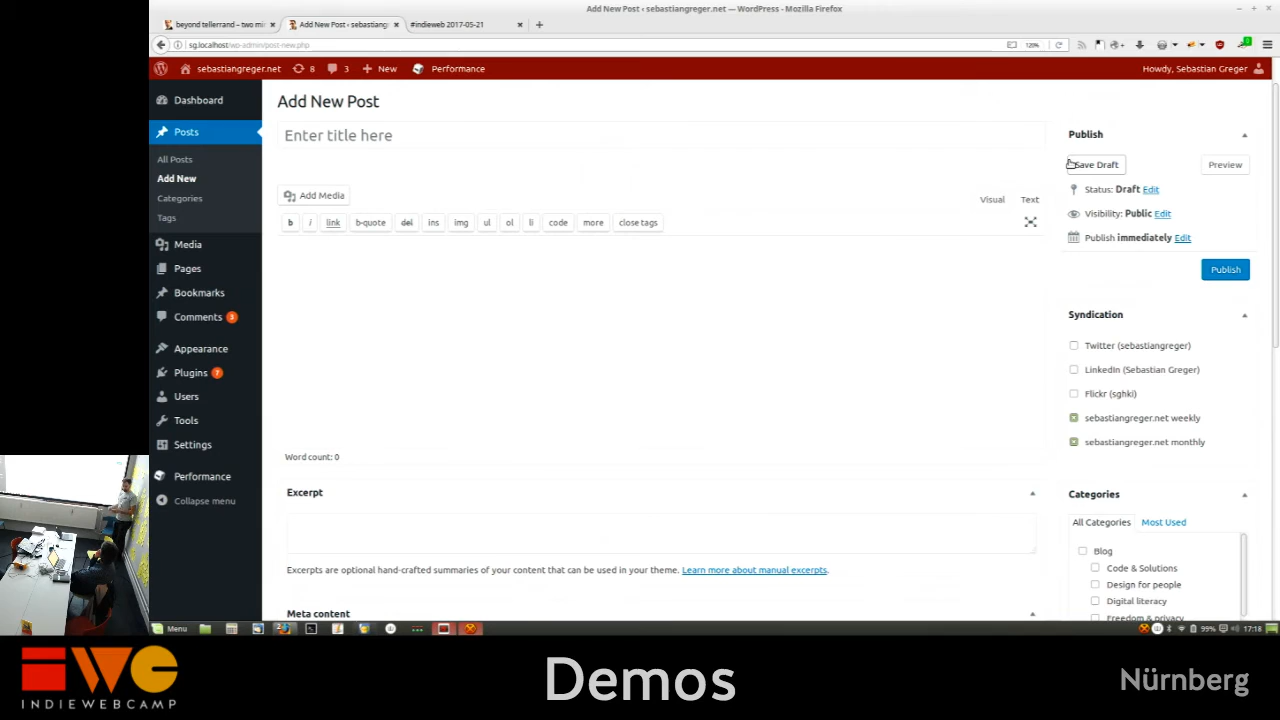 Add New Post ‹ sebastiangreger.net — WordPress - Mozilla Firefox
beyond tellerrand – two mi
Add New Post ‹ sebastiang
#indieweb 2017-05-21
sg.localhost/wp-admin/post-new.php
120%
sebastiangreger.net
8
3
New
Performance
Howdy, Sebastian Greger
Dashboard
Posts
All Posts
Add New
Categories
Tags
Media
Pages
Bookmarks
Comments 3
Appearance
Plugins 7
Users
Tools
Settings
Performance
Collapse menu
Add New Post
Enter title here
Add Media
Visual
Text
b
i
link
b-quote
del
ins
img
ul
ol
li
code
more
close tags
Word count: 0
Excerpt
Excerpts are optional hand-crafted summaries of your content that can be used in your theme. Learn more about manual excerpts.
Meta content
Publish
Save Draft
Preview
Status: Draft Edit
Visibility: Public Edit
Publish immediately Edit
Publish
Syndication
Twitter (sebastiangreger)
LinkedIn (Sebastian Greger)
Flickr (sghki)
sebastiangreger.net weekly
sebastiangreger.net monthly
Categories
All Categories
Most Used
Blog
Code & Solutions
Design for people
Digital literacy
Freedom & privacy
Menu
99%
17:18
INDIEWEBCAMP
Demos
Nürnberg